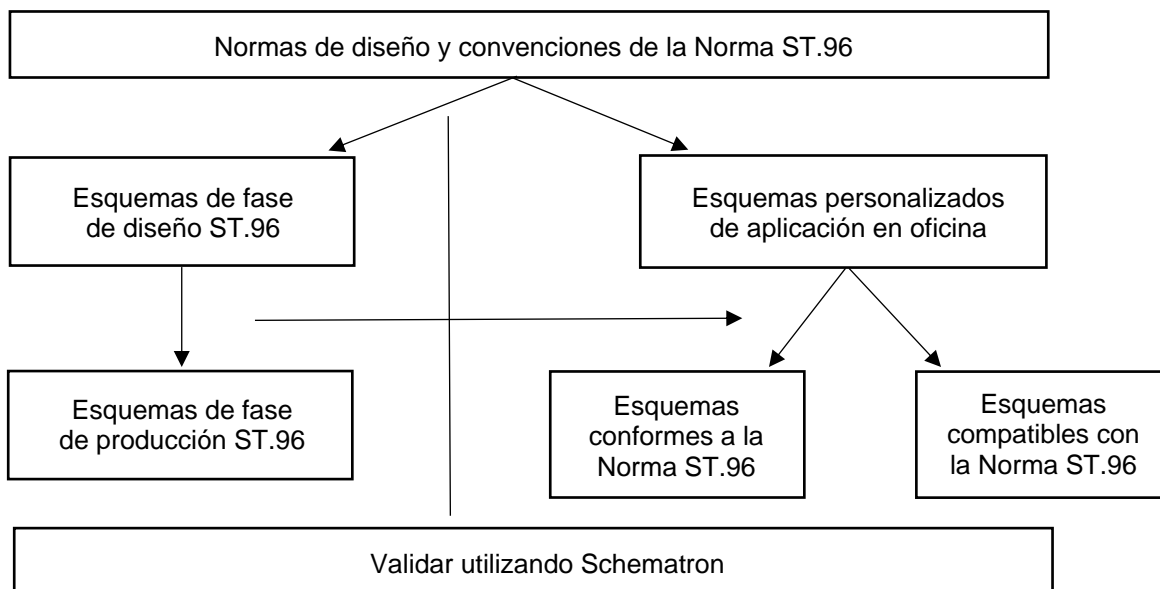 Normas de diseño y convenciones de la Norma ST.96
Esquemas de fase
de diseño ST.96
Esquemas personalizados
de aplicación en oficina
Esquemas de fase
de producción ST.96
Esquemas
conformes a la
Norma ST.96
Esquemas
compatibles con
la Norma ST.96
Validar utilizando Schematron